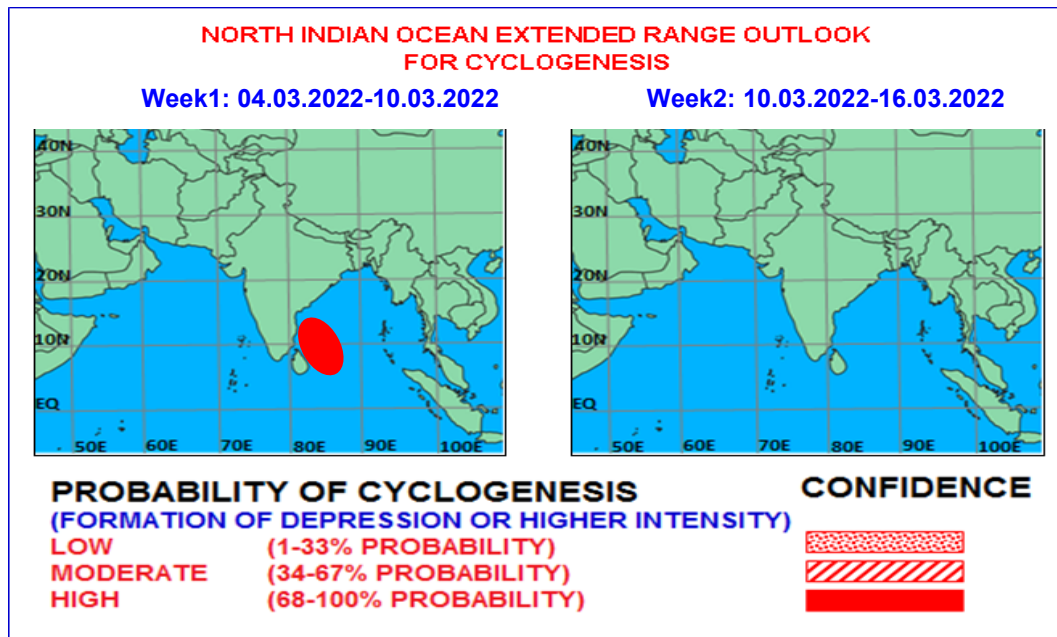 NORTH INDIAN OCEAN EXTENDED RANGE OUTLOOK
FOR CYCLOGENESIS
Week1: 04.03.2022-10.03.2022
Week2: 10.03.2022-16.03.2022
40N
30N
20N
10N
EQ
50E 60E 70E 80E 90E 100E
40N
30N
20N
10N
EQ
50E 60E 70E 80E 90E 100E
PROBABILITY OF CYCLOGENESIS
CONFIDENCE
(FORMATION OF DEPRESSION OR HIGHER INTENSITY)
LOW (1-33% PROBABILITY)
MODERATE (34-67% PROBABILITY)
HIGH (68-100% PROBABILITY)